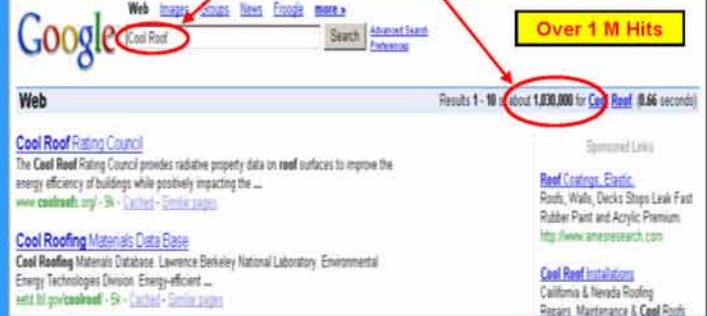 Web Images Groups News Froogle more »
Google
Cool Roof
Search
Advanced Search
Preferences
Over 1 M Hits
Web
Results 1 - 10 of about 1,030,000 for Cool Roof (0.66 seconds)
Cool Roof Rating Council
The Cool Roof Rating Council provides radiative property data on roof surfaces to improve the
energy efficiency of buildings while positively impacting the ...
www.coolroofs.org/ - 9k - Cached - Similar pages
Cool Roofing Materials Data Base
Cool Roofing Materials Database. Lawrence Berkeley National Laboratory. Environmental
Energy Technologies Division. Energy-efficient ...
eetd.lbl.gov/coolroof/ - 5k - Cached - Similar pages
Sponsored Links
Roof Coatings, Elastic,
Roofs, Walls, Decks Stops Leak Fast
Rubber Paint and Acrylic Premium
http://www.amesresearch.com
Cool Roof Installations
California & Nevada Roofing
Repairs, Maintenance & Cool Roofs